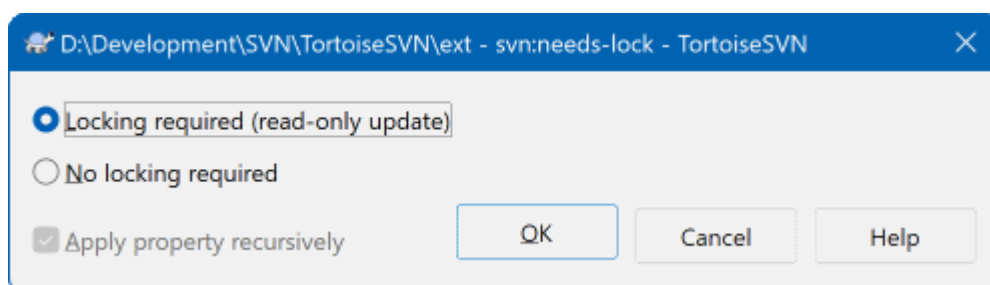 D:\Development\SVN\TortoiseSVN\ext - svn:needs-lock - TortoiseSVN
Locking required (read-only update)
No locking required
Apply property recursively
OK
Cancel
Help